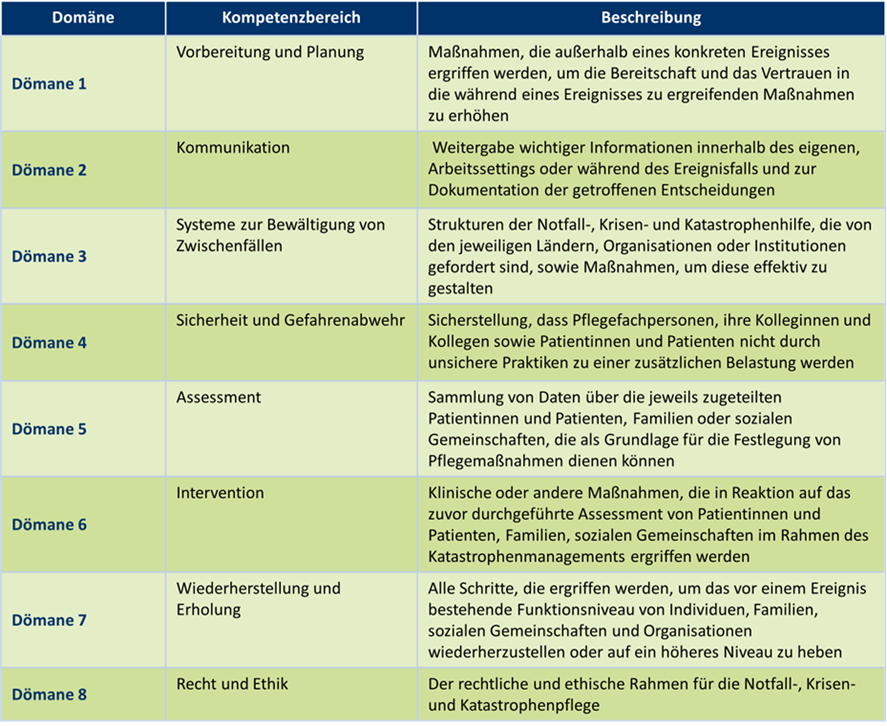 Domäne Kompetenzbereich Beschreibung
Dömane 1
Vorbereitung und Planung
Maßnahmen, die außerhalb eines konkreten Ereignisses
ergriffen werden, um die Bereitschaft und das Vertrauen in
die während eines Ereignisses zu ergreifenden Maßnahmen
zu erhöhen
Dömane 2
Kommunikation
Weitergabe wichtiger Informationen innerhalb des eigenen,
Arbeitssettings oder während des Ereignisfalls und zur
Dokumentation der getroffenen Entscheidungen
Dömane 3
Systeme zur Bewältigung von
Zwischenfällen
Strukturen der Notfall-, Krisen- und Katastrophenhilfe, die von
den jeweiligen Ländern, Organisationen oder Institutionen
gefordert sind, sowie Maßnahmen, um diese effektiv zu
gestalten
Dömane 4
Sicherheit und Gefahrenabwehr
Sicherstellung, dass Pflegefachpersonen, ihre Kolleginnen und
Kollegen sowie Patientinnen und Patienten nicht durch
unsichere Praktiken zu einer zusätzlichen Belastung werden
Dömane 5
Assessment
Sammlung von Daten über die jeweils zugeteilten
Patientinnen und Patienten, Familien oder sozialen
Gemeinschaften, die als Grundlage für die Festlegung von
Pflegemaßnahmen dienen können
Dömane 6
Intervention
Klinische oder andere Maßnahmen, die in Reaktion auf das
zuvor durchgeführte Assessment von Patientinnen und
Patienten, Familien, sozialen Gemeinschaften im Rahmen des
Katastrophenmanagements ergriffen werden
Dömane 7
Wiederherstellung und
Erholung
Alle Schritte, die ergriffen werden, um das vor einem Ereignis
bestehende Funktionsniveau von Individuen, Familien,
sozialen Gemeinschaften und Organisationen
wiederherzustellen oder auf ein höheres Niveau zu heben
Dömane 8
Recht und Ethik
Der rechtliche und ethische Rahmen für die Notfall-, Krisen-
und Katastrophenpflege